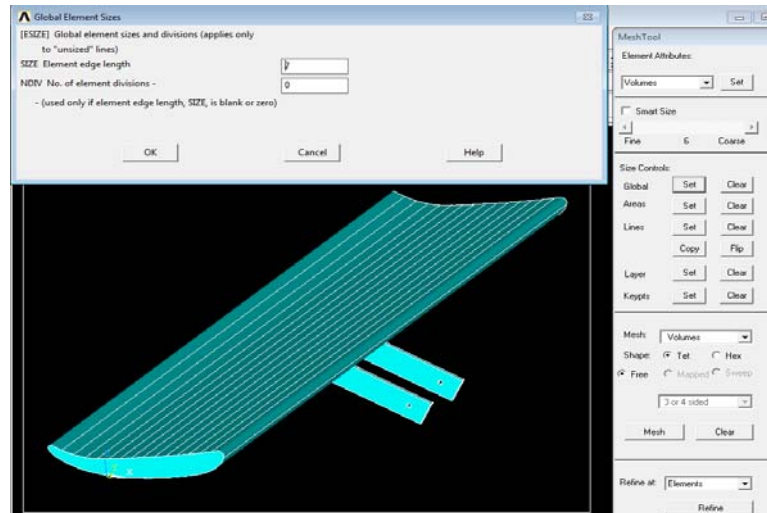 Global Element Sizes
[ESIZE] Global element sizes and divisions (applies only
to "unsized" lines)
SIZE Element edge length
NDIV No. of element divisions -
0
- (used only if element edge length, SIZE, is blank or zero)
OK Cancel Help
MeshTool
Element Attributes:
Volumes Set
Smart Size
Fine 6 Coarse
Size Controls:
Global Set Clear
Areas Set Clear
Lines Set Clear
Copy Flip
Layer Set Clear
Keypts Set Clear
Mesh: Volumes
Shape: Tet Hex
Free Mapped Sweep
3 or 4 sided
Mesh Clear
Refine at: Elements
Refine
X